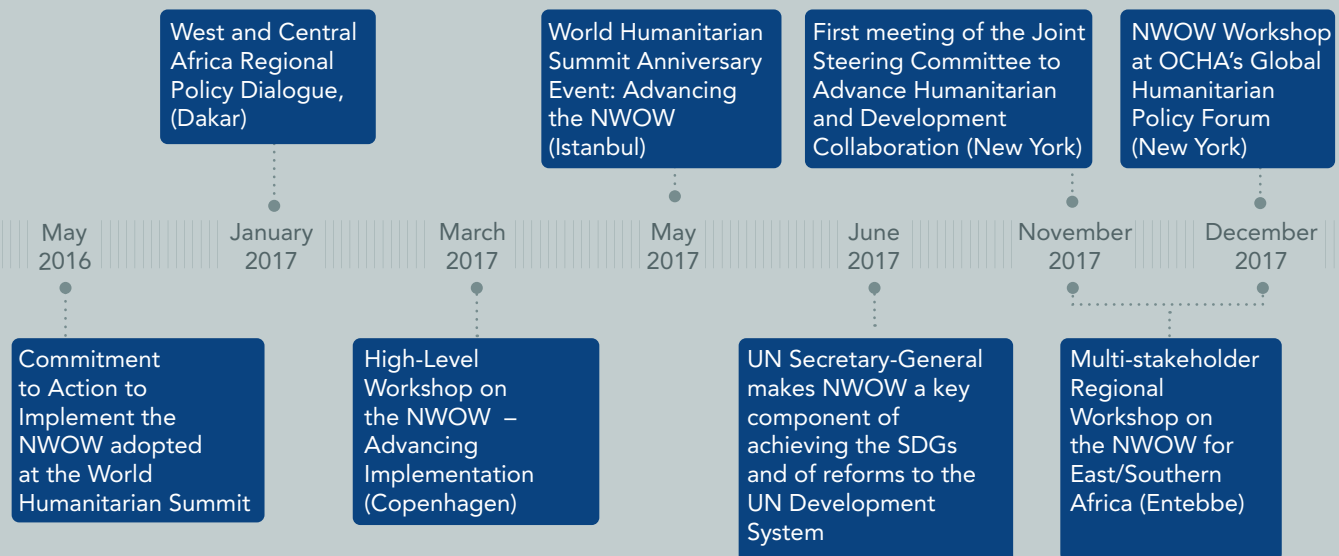 West and Central
Africa Regional
Policy Dialogue,
(Dakar)
World Humanitarian
Summit Anniversary
Event: Advancing
the NWOW
(Istanbul)
First meeting of the Joint
Steering Committee to
Advance Humanitarian
and Development
Collaboration (New York)
NWOW Workshop
at OCHA’s Global
Humanitarian
Policy Forum
(New York)
May
2016
January
2017
March
2017
May
2017
June
2017
November
2017
December
2017
Commitment
to Action to
Implement the
NWOW adopted
at the World
Humanitarian Summit
High-Level
Workshop on
the NWOW –
Advancing
Implementation
(Copenhagen)
UN Secretary-General
makes NWOW a key
component of
achieving the SDGs
and of reforms to the
UN Development
System
Multi-stakeholder
Regional
Workshop on
the NWOW for
East/Southern
Africa (Entebbe)